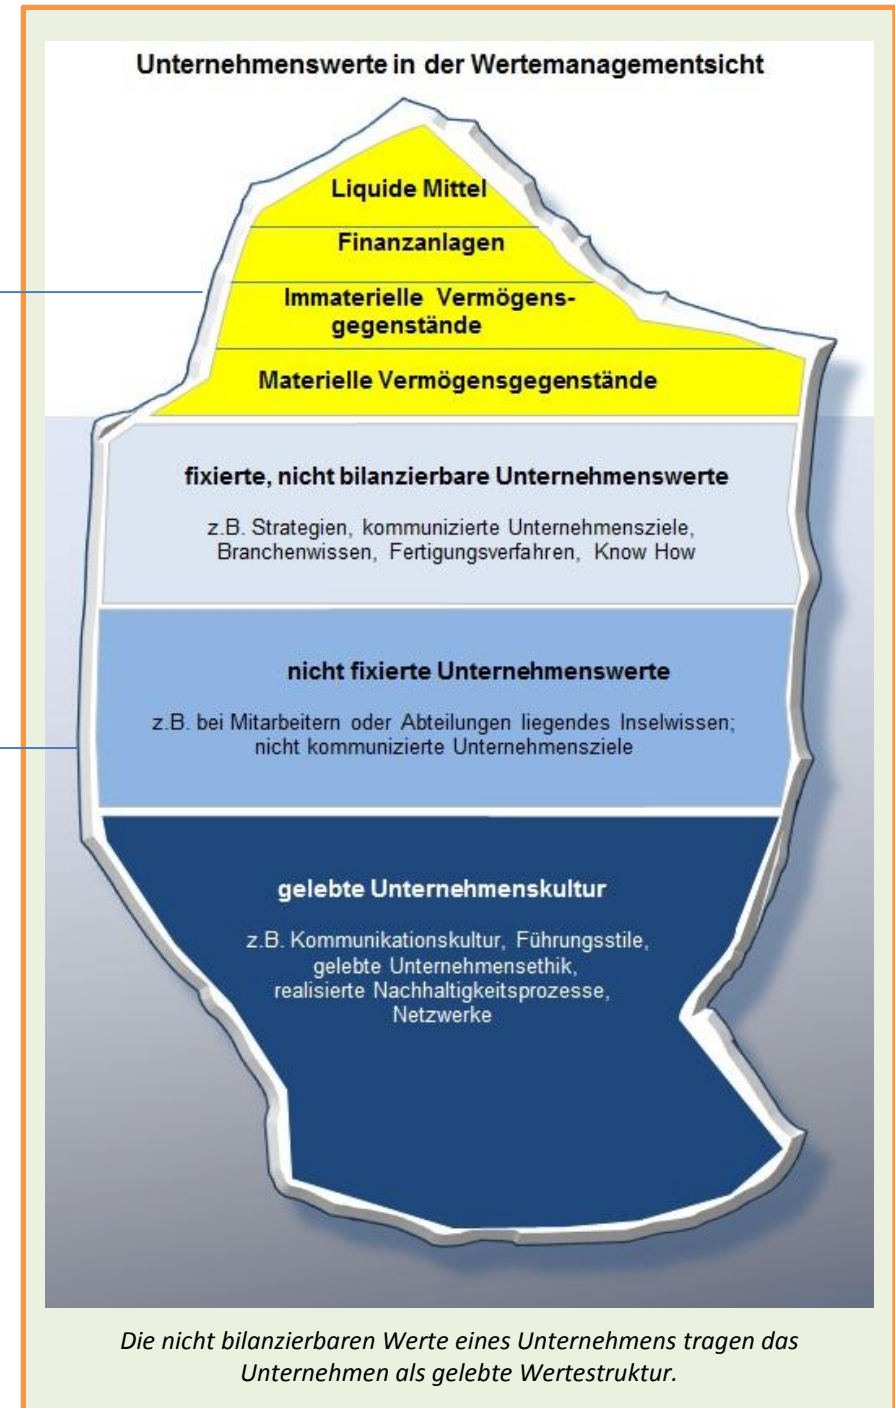 Unternehmenswerte in der Wertemanagementsicht
Liquide Mittel
Finanzanlagen
Immaterielle Vermögens-
gegenstände
Materielle Vermögensgegenstände
fixierte, nicht bilanzierbare Unternehmenswerte
z.B. Strategien, kommunizierte Unternehmensziele,
Branchenwissen, Fertigungsverfahren, Know How
nicht fixierte Unternehmenswerte
z.B. bei Mitarbeitern oder Abteilungen liegendes Inselwissen;
nicht kommunizierte Unternehmensziele
gelebte Unternehmenskultur
z.B. Kommunikationskultur, Führungsstile,
gelebte Unternehmensethik,
realisierte Nachhaltigkeitsprozesse,
Netzwerke
Die nicht bilanzierbaren Werte eines Unternehmens tragen das
Unternehmen als gelebte Wertestruktur.